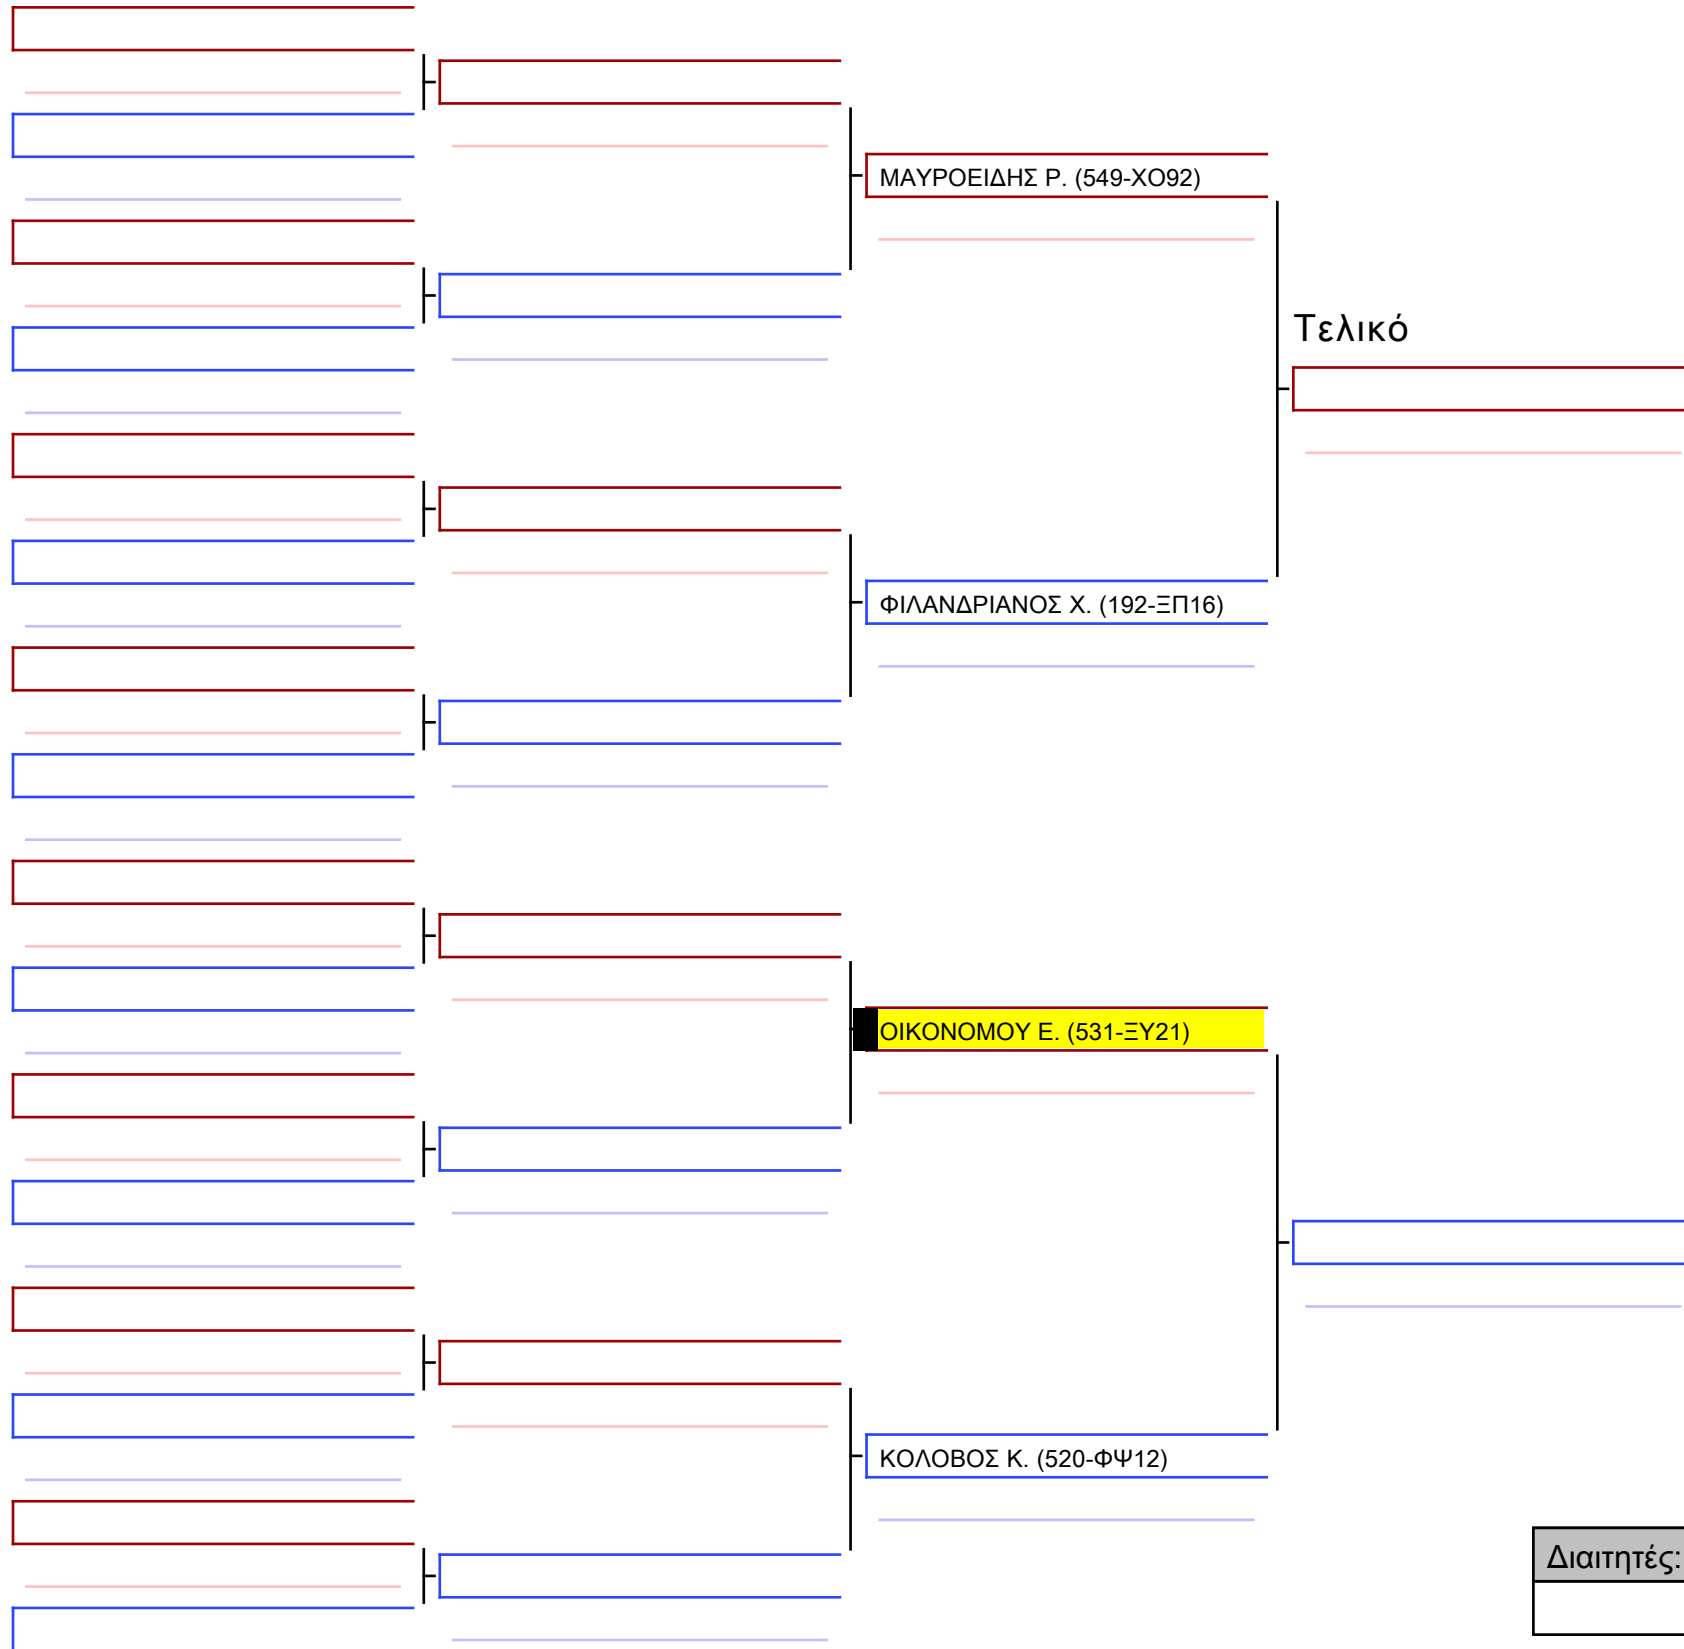 ΜΑΥΡΟΕΙΔΗΣ Ρ. (549-ΧΟ92)
Τελικό
ΦΙΛΑΝΔΡΙΑΝΟΣ Χ. (192-ΞΠ16)
ΟΙΚΟΝΟΜΟΥ Ε. (531-ΞΥ21)
ΚΟΛΟΒΟΣ Κ. (520-ΦΨ12)
Διαιτητές: